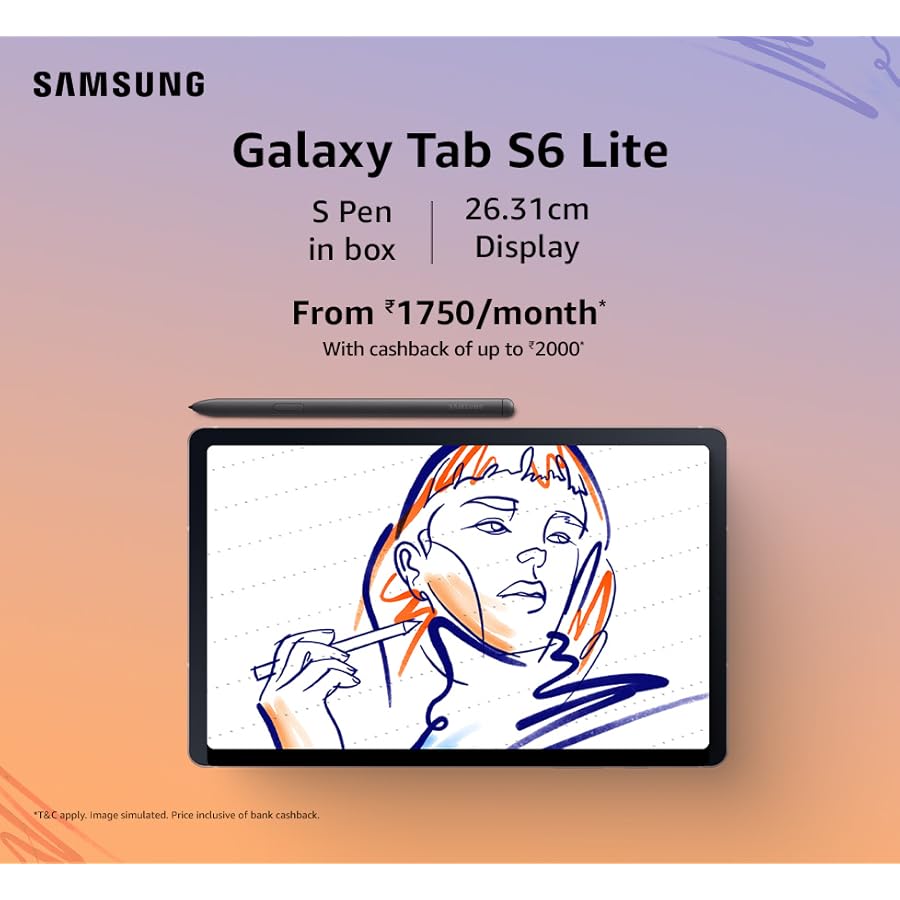 SAMSUNG
Galaxy Tab S6 Lite
S Pen
in box
26.31cm
Display
From ₹1750/month*
With cashback of up to ₹2000*
SAMSUNG
*T&C apply. Image simulated. Price inclusive of bank cashback.